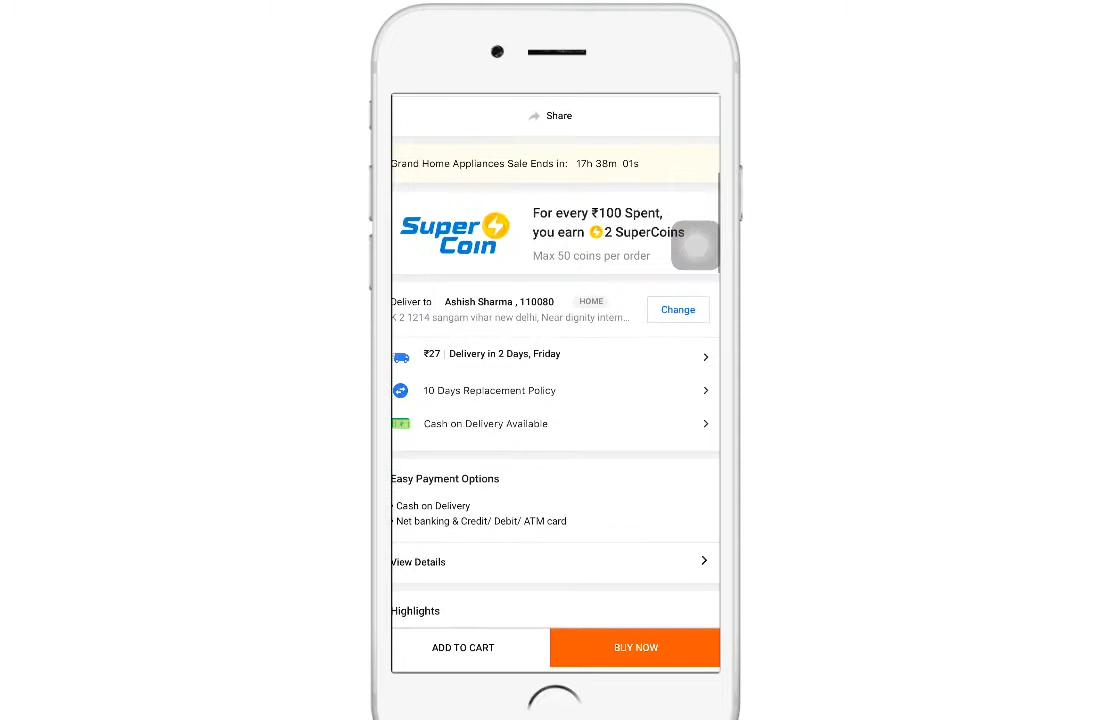 Share
Grand Home Appliances Sale Ends in: 17h 38m 01s
Super Coin
For every ₹100 Spent,
you earn 2 SuperCoins
Max 50 coins per order
Deliver to Ashish Sharma , 110080 HOME
K 2 1214 sangam vihar new delhi, Near dignity intern...
Change
₹27 | Delivery in 2 Days, Friday
10 Days Replacement Policy
Cash on Delivery Available
Easy Payment Options
• Cash on Delivery
• Net banking & Credit/ Debit/ ATM card
View Details
Highlights
ADD TO CART BUY NOW